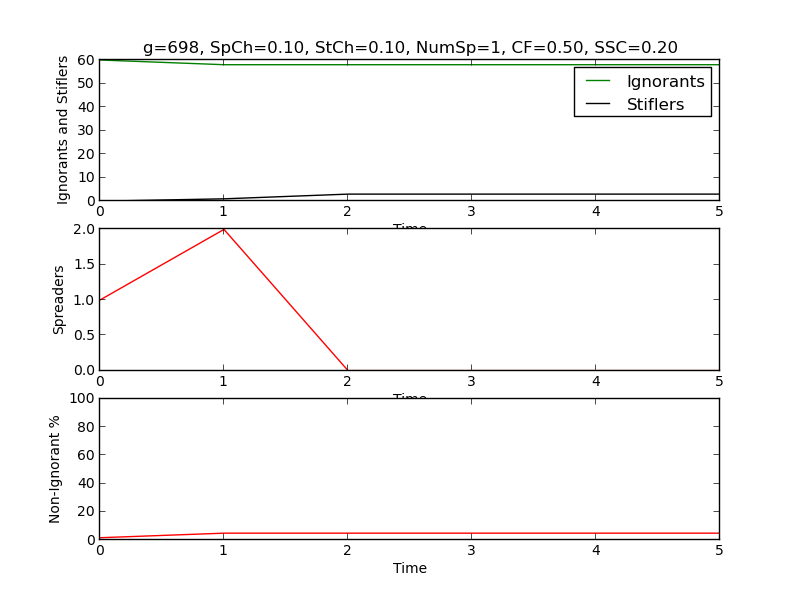 g=698, SpCh=0.10, StCh=0.10, NumSp=1, CF=0.50, SSC=0.20
Ignorants and Stiflers
60
50
40
30
20
10
0
Ignorants
Stiflers
0 1 2 3 4 5
Time
Spreaders
2.0
1.5
1.0
0.5
0.0
0 1 2 3 4 5
Time
Non-Ignorant %
100
80
60
40
20
0
0 1 2 3 4 5
Time